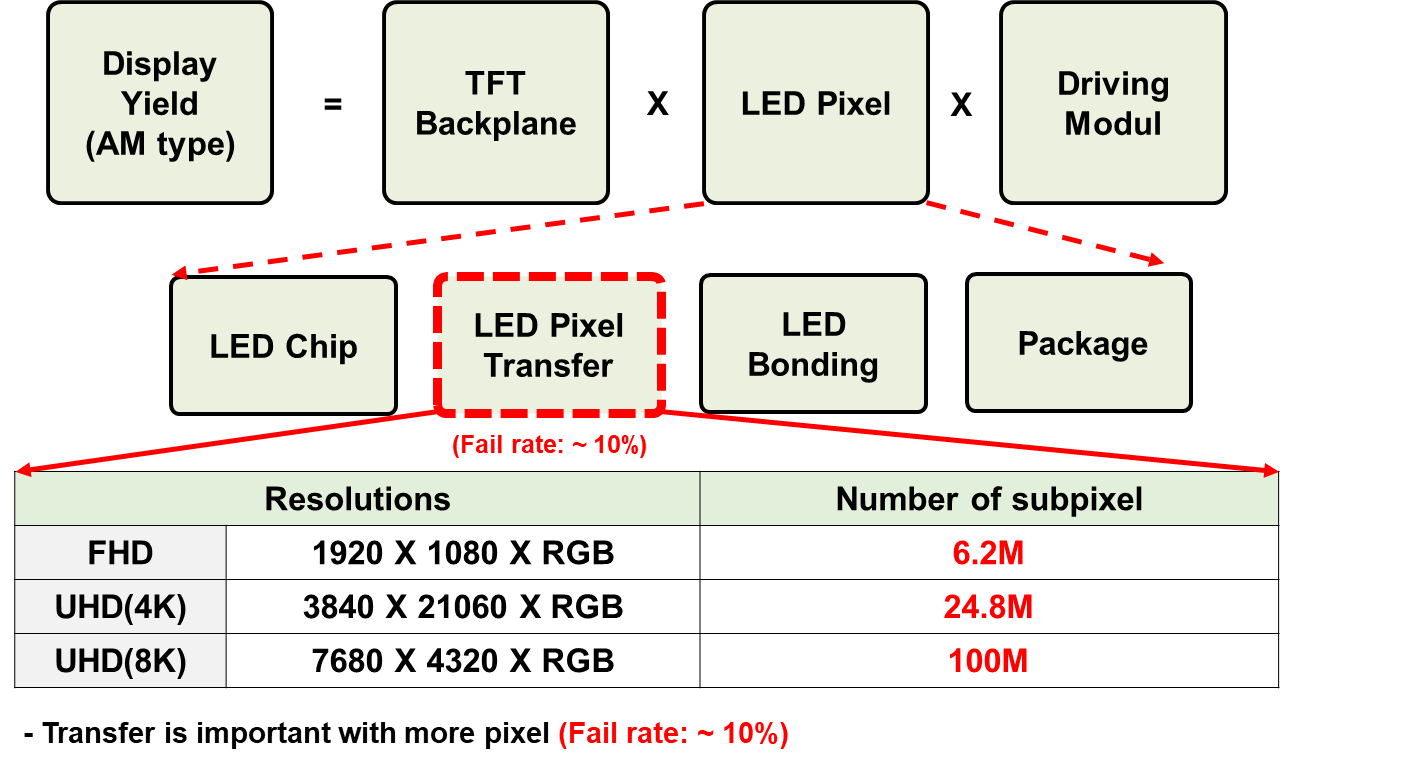 Display
Yield
(AM type)
=
TFT
Backplane
X
LED Pixel
X
Driving
Modul
LED Chip
LED Pixel
Transfer
LED
Bonding
Package
(Fail rate: ~ 10%)
Resolutions Number of subpixel
FHD 1920 X 1080 X RGB 6.2M
UHD(4K) 3840 X 21060 X RGB 24.8M
UHD(8K) 7680 X 4320 X RGB 100M
- Transfer is important with more pixel (Fail rate: ~ 10%)